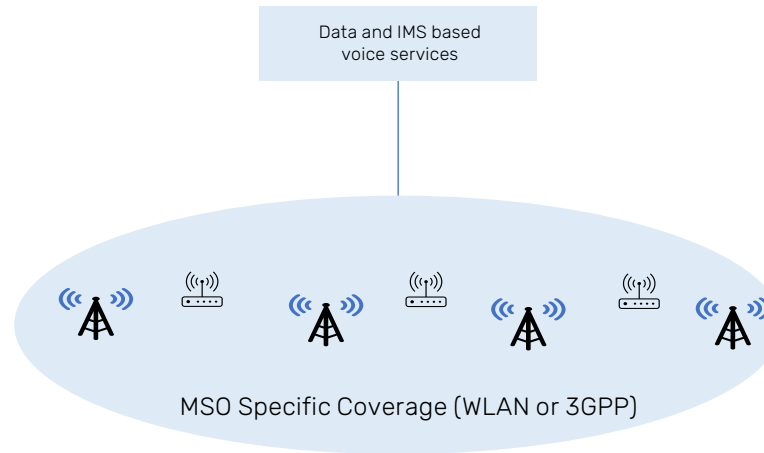 Data and IMS based
voice services
MSO Specific Coverage (WLAN or 3GPP)